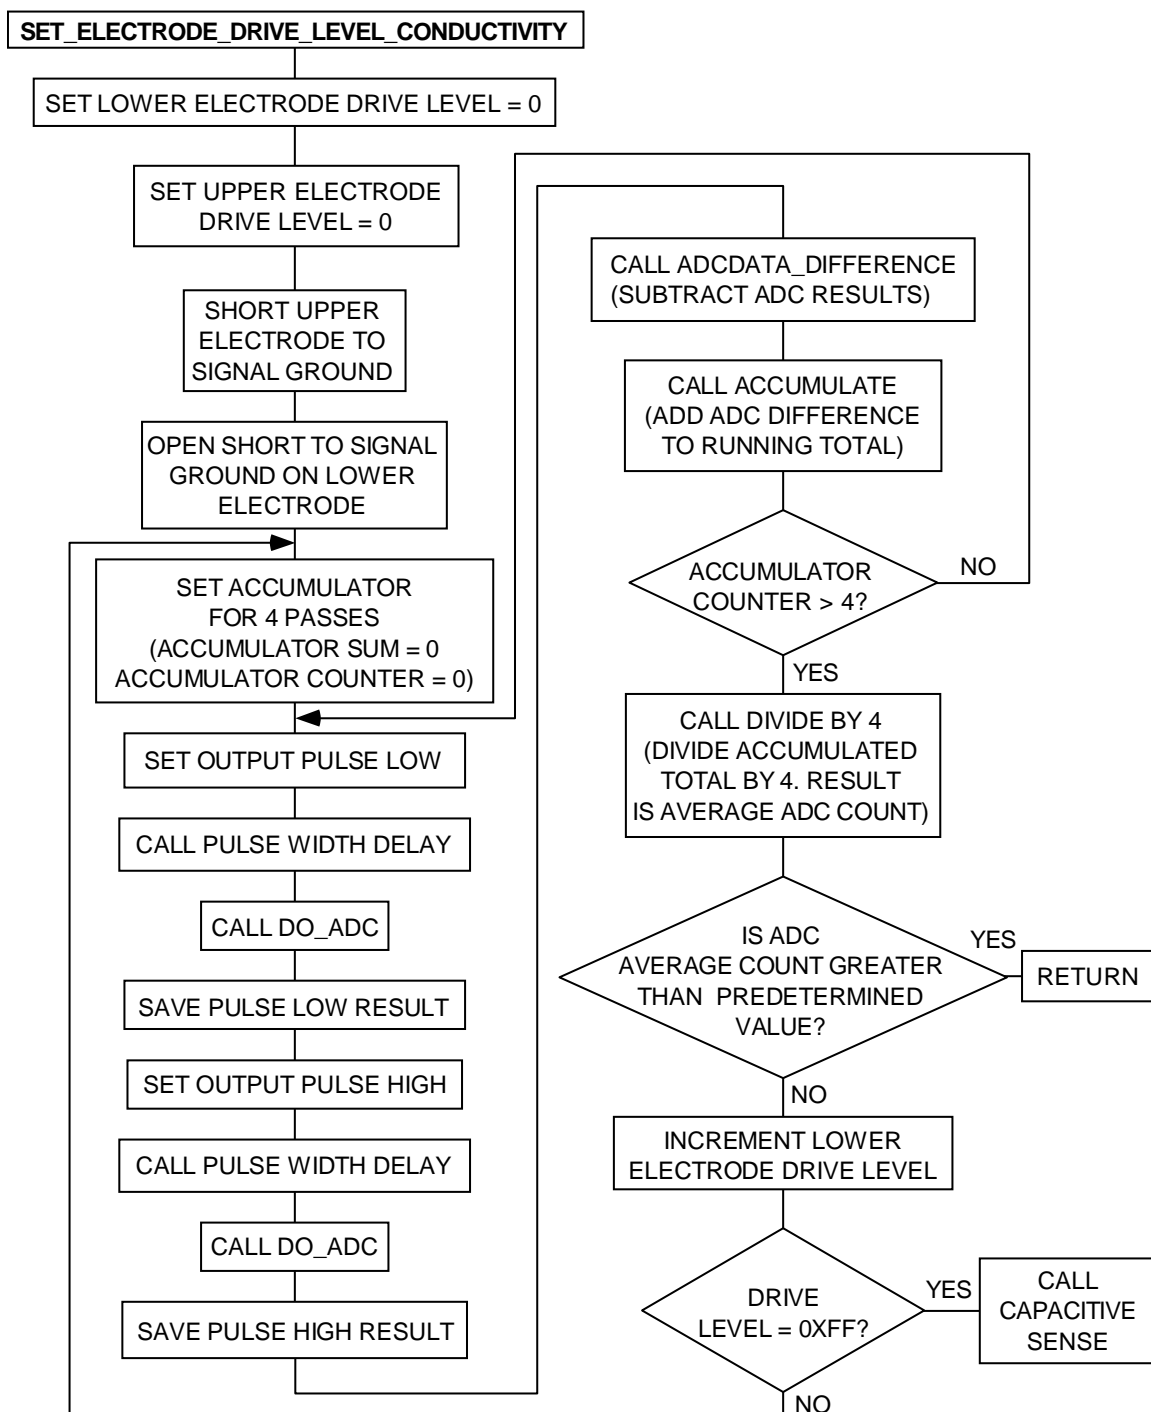 SET_ELECTRODE_DRIVE_LEVEL_CONDUCTIVITY
SET LOWER ELECTRODE DRIVE LEVEL = 0
SET UPPER ELECTRODE
DRIVE LEVEL = 0
SHORT UPPER
ELECTRODE TO
SIGNAL GROUND
OPEN SHORT TO SIGNAL
GROUND ON LOWER
ELECTRODE
SET ACCUMULATOR
FOR 4 PASSES
(ACCUMULATOR SUM = 0
ACCUMULATOR COUNTER = 0)
SET OUTPUT PULSE LOW
CALL PULSE WIDTH DELAY
CALL DO_ADC
SAVE PULSE LOW RESULT
SET OUTPUT PULSE HIGH
CALL PULSE WIDTH DELAY
CALL DO_ADC
SAVE PULSE HIGH RESULT
CALL ADCDATA_DIFFERENCE
(SUBTRACT ADC RESULTS)
CALL ACCUMULATE
(ADD ADC DIFFERENCE
TO RUNNING TOTAL)
ACCUMULATOR
COUNTER > 4?
NO
YES
CALL DIVIDE BY 4
(DIVIDE ACCUMULATED
TOTAL BY 4. RESULT
IS AVERAGE ADC COUNT)
IS ADC
AVERAGE COUNT GREATER
THAN PREDETERMINED
VALUE?
YES
RETURN
NO
INCREMENT LOWER
ELECTRODE DRIVE LEVEL
DRIVE
LEVEL = 0XFF?
YES
CALL
CAPACITIVE
SENSE
NO